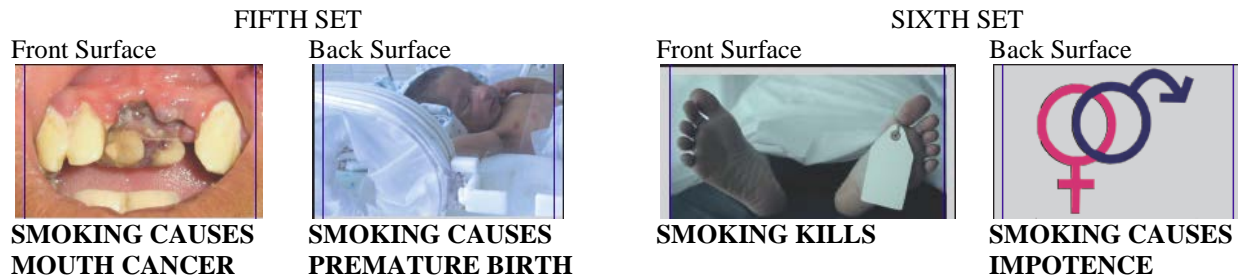 FIFTH SET
SIXTH SET
Front Surface
Back Surface
Front Surface
Back Surface
SMOKING CAUSES
MOUTH CANCER
SMOKING CAUSES
PREMATURE BIRTH
SMOKING KILLS
SMOKING CAUSES
IMPOTENCE